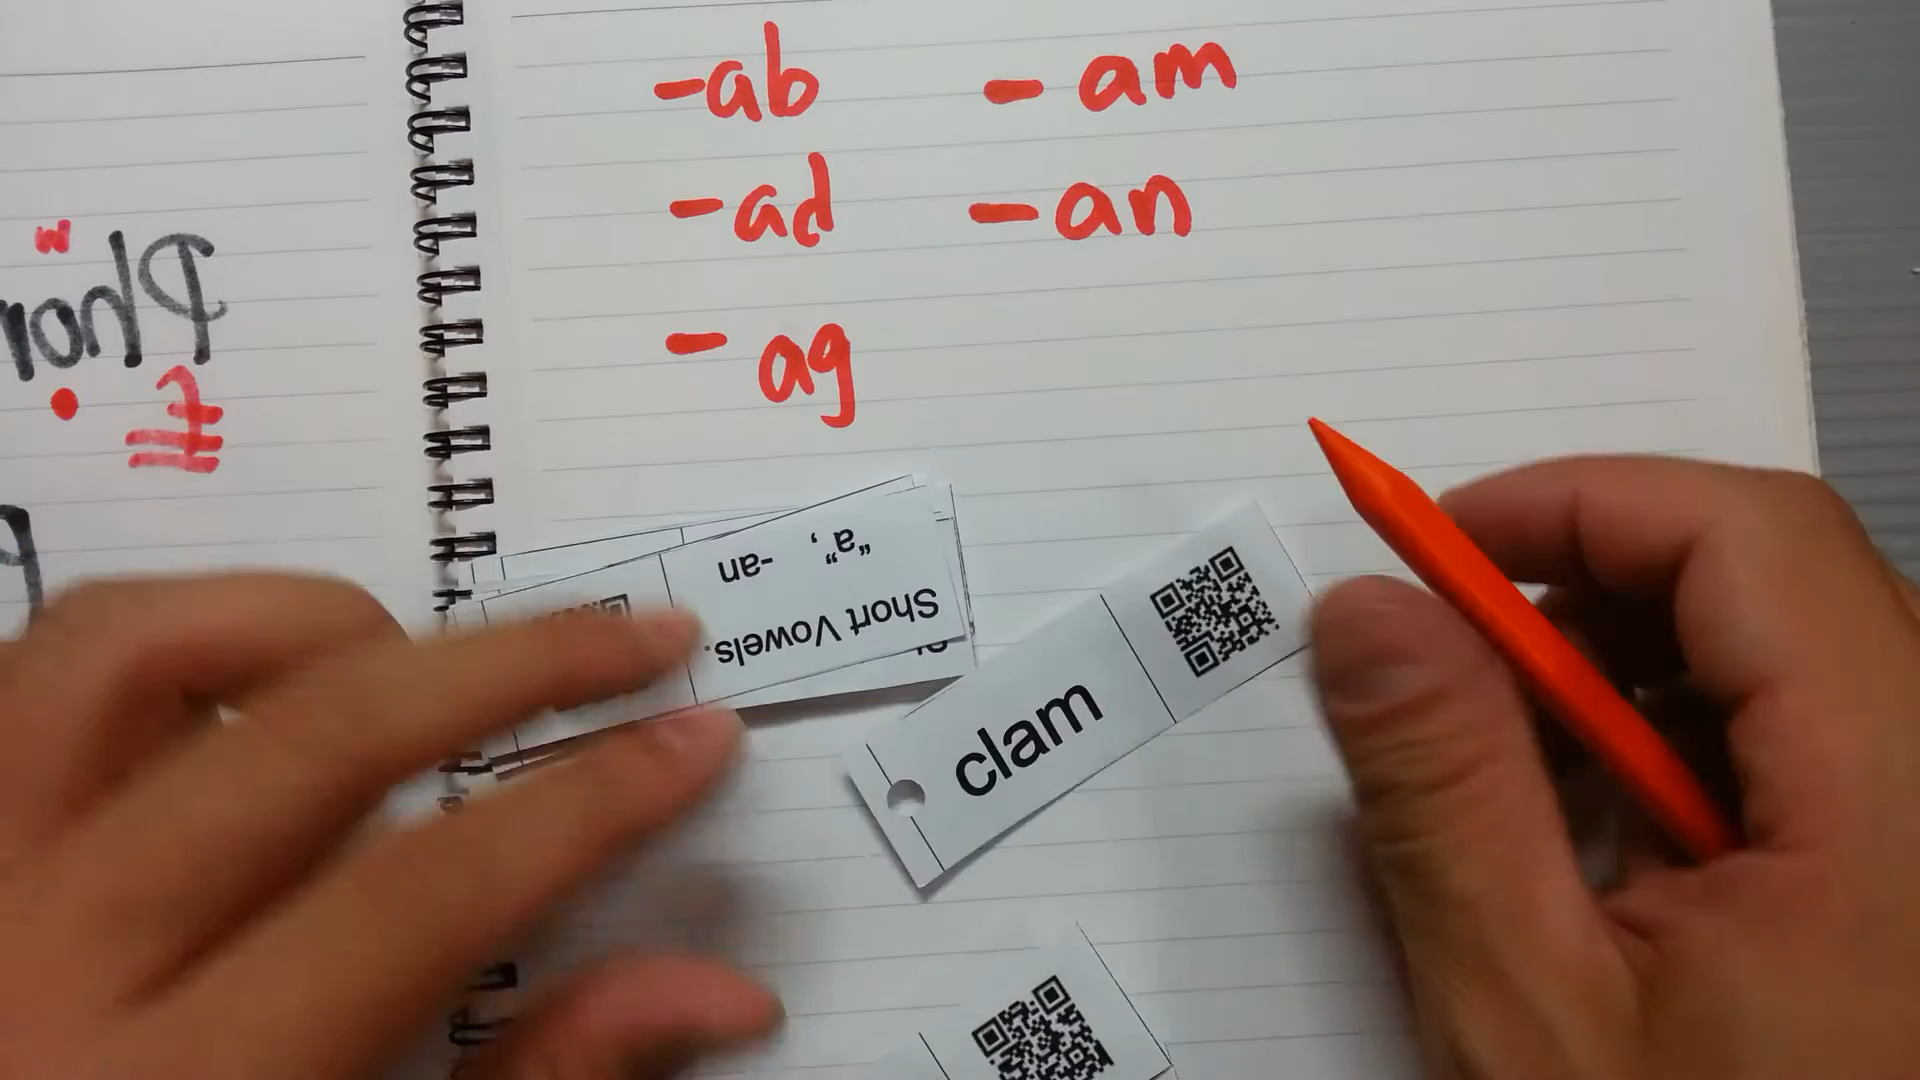 -ab - am
-ad - an
- ag
Short Vowels.
"a", -an
clam